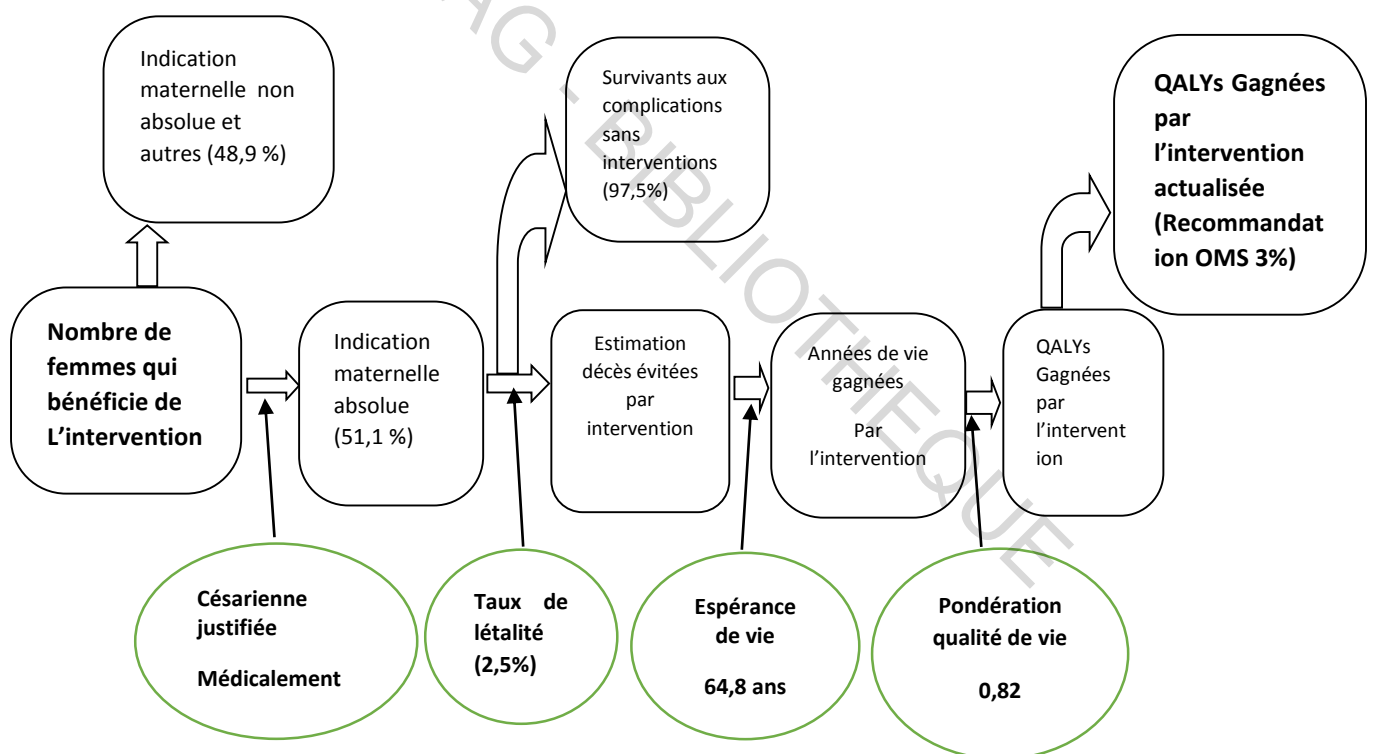 Indication
maternelle non
absolue et
autres (48,9 %)
Survivants aux
complications
sans
interventions
(97,5%)
QALYs Gagnées
par
l'intervention
actualisée
(Recommandat
ion OMS 3%)
Nombre de
femmes qui
bénéficie de
L'intervention
Indication
maternelle
absolue
(51,1 %)
Estimation
décès évitées
par
intervention
Années de vie
gagnées
Par
l'intervention
QALYs
Gagnées
par
l'intervent
ion
Césarienne
justifiée
Médicalement
Taux de
létalité
(2,5%)
Espérance
de vie
64,8 ans
Pondération
qualité de vie
0,82
AG - BIBLIOTHEQUE